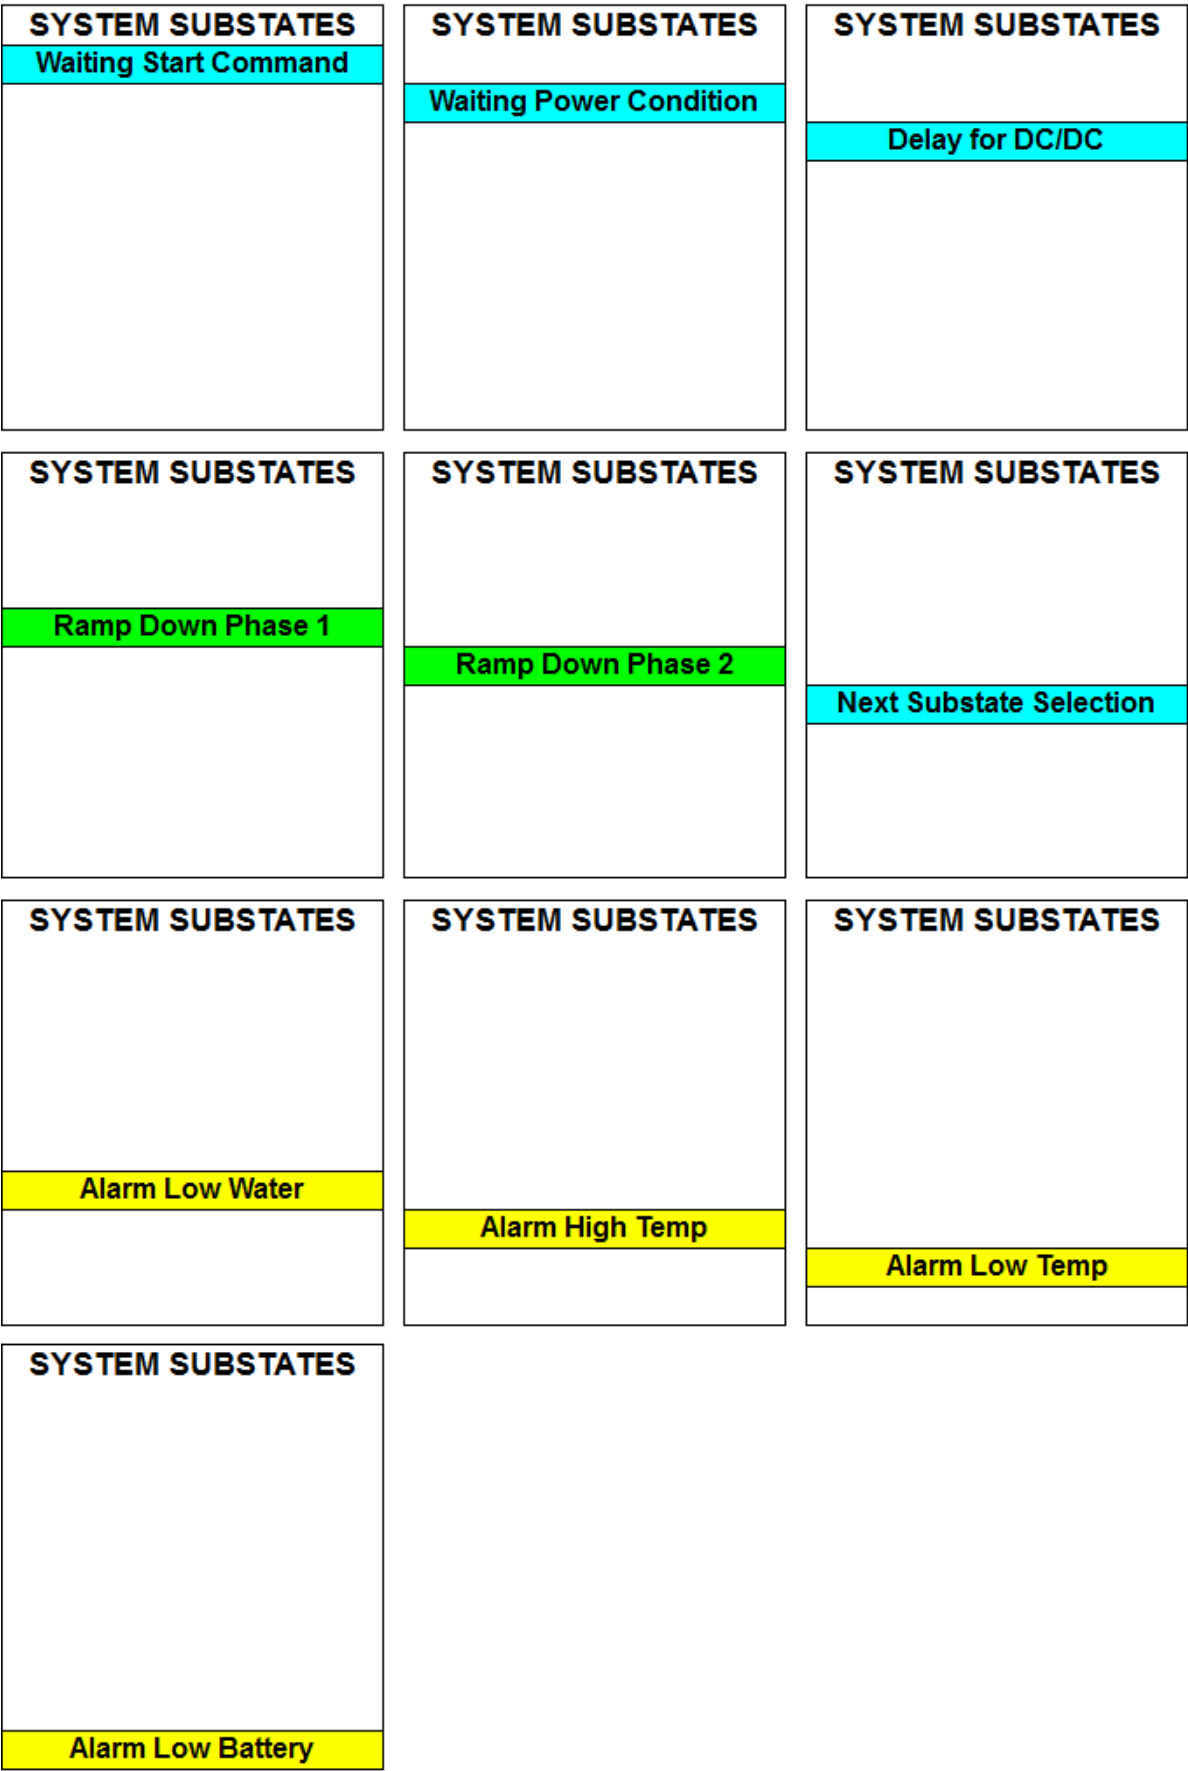 SYSTEM SUBSTATES
Waiting Start Command
SYSTEM SUBSTATES
Waiting Power Condition
SYSTEM SUBSTATES
Delay for DC/DC
SYSTEM SUBSTATES
Ramp Down Phase 1
SYSTEM SUBSTATES
Ramp Down Phase 2
SYSTEM SUBSTATES
Next Substate Selection
SYSTEM SUBSTATES
Alarm Low Water
SYSTEM SUBSTATES
Alarm High Temp
SYSTEM SUBSTATES
Alarm Low Temp
SYSTEM SUBSTATES
Alarm Low Battery